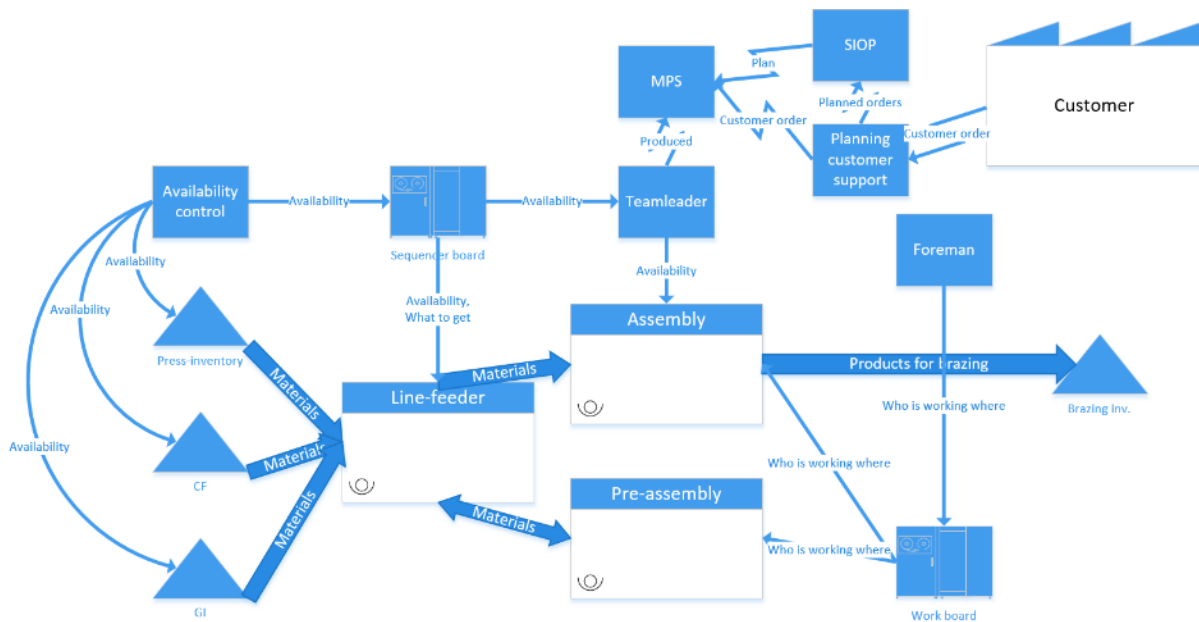 SIOP
MPS
Plan
Customer
Planned orders
Customer order
Customer order
Planning
customer
support
Produced
Availability
control
Availability
Availability
Teamleader
Sequencer board
Foreman
Availability
Availability
Availability
Availability,
What to get
Assembly
Press-inventory
Materials
Products for brazing
Materials
Line-feeder
Who is working where
Brazing inv.
Availability
Materials
CF
Who is working where
Materials
Pre-assembly
Materials
Who is working where
GI
Work board